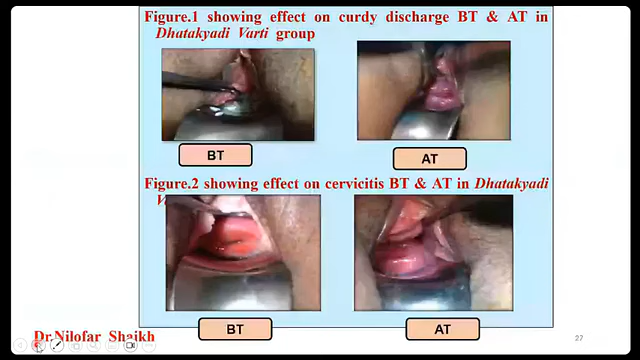 Figure.1 showing effect on curdy discharge BT & AT in
Dhatakyadi Varti group
BT
AT
Figure.2 showing effect on cervicitis BT & AT in Dhatakyadi
BT
AT
Dr.Nilofar Shaikh
27